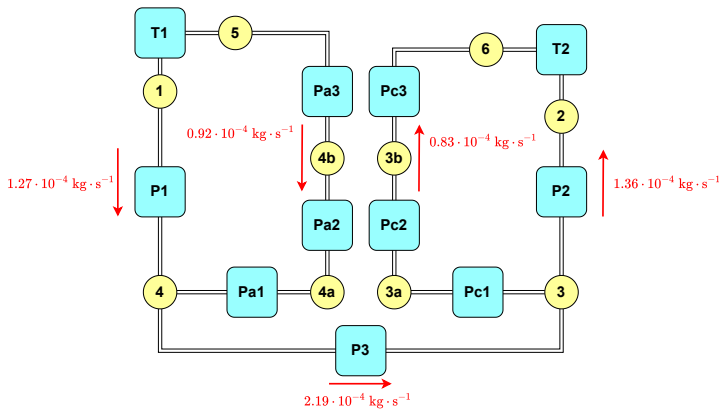 T1
5
6
T2
1
Pa3
Pc3
2
0.92 · 10⁻⁴ kg · s⁻¹
4b
3b
0.83 · 10⁻⁴ kg · s⁻¹
1.27 · 10⁻⁴ kg · s⁻¹
P1
P2
1.36 · 10⁻⁴ kg · s⁻¹
Pa2
Pc2
4
Pa1
4a
3a
Pc1
3
P3
2.19 · 10⁻⁴ kg · s⁻¹